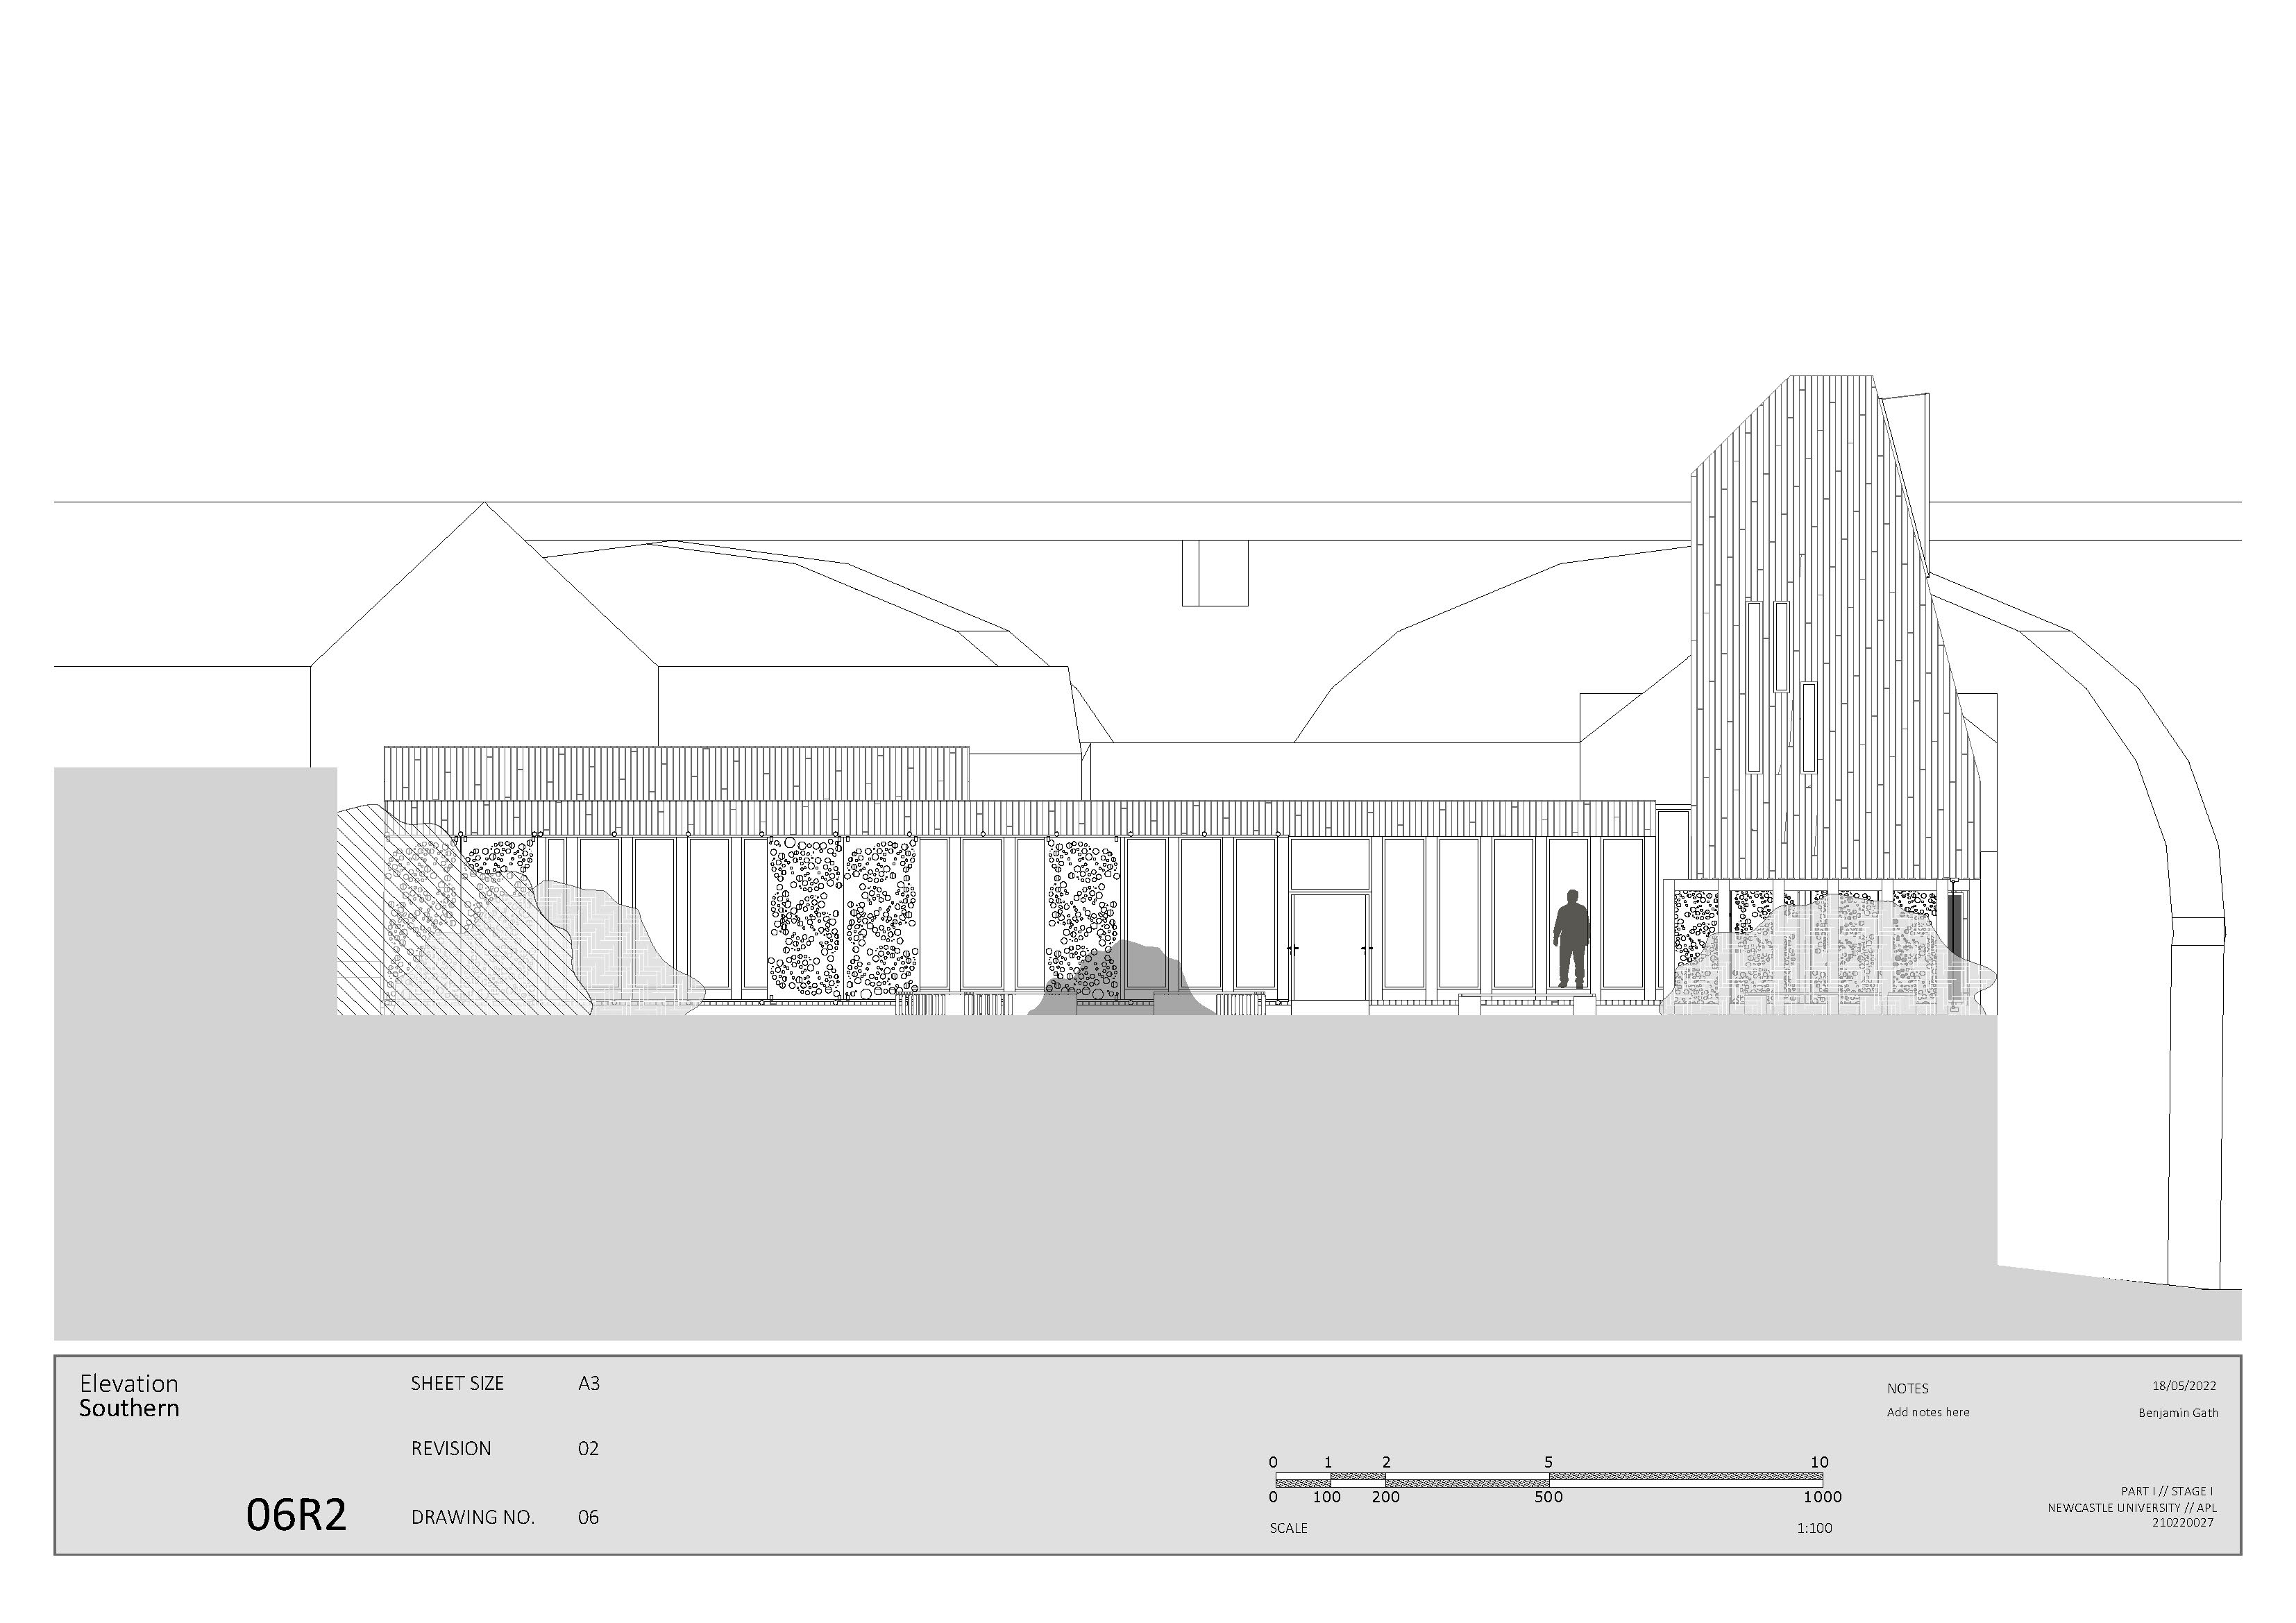 Elevation
Southern
06R2
SHEET SIZE A3
REVISION 02
DRAWING NO. 06
0 1 2 5 10
0 100 200 500 1000
SCALE 1:100
NOTES
Add notes here
18/05/2022
Benjamin Gath
PART I // STAGE I
NEWCASTLE UNIVERSITY // APL
210220027